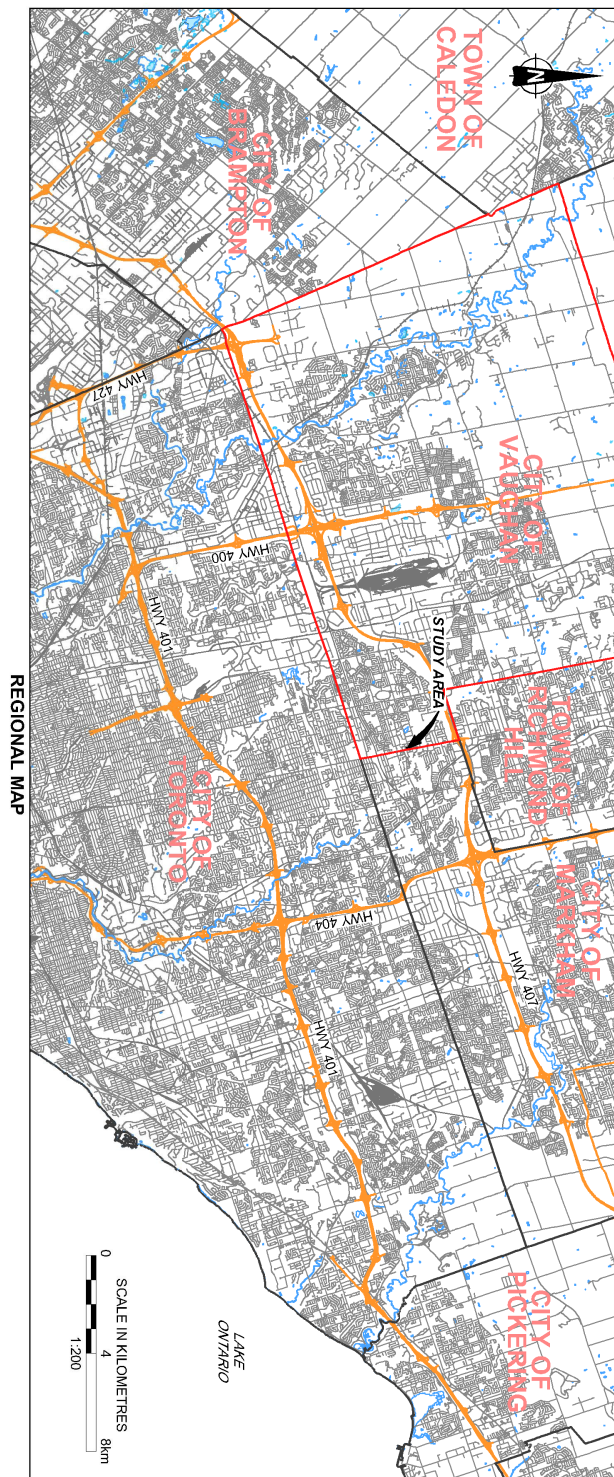 TOWN OF
CALEDON
N
CITY OF
BRAMPTON
HWY 427
CITY OF
VAUGHAN
HWY 400
HWY 401
STUDY AREA
TOWN OF
RICHMOND
HILL
CITY OF
TORONTO
CITY OF
MARKHAM
HWY 404
HWY 407
HWY 401
CITY OF
PICKERING
LAKE
ONTARIO
SCALE IN KILOMETRES
0
4
8km
1:200
REGIONAL MAP